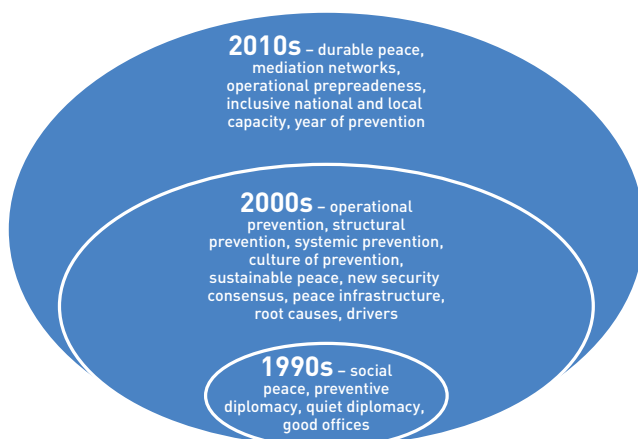 2010s – durable peace,
mediation networks,
operational prepreadeness,
inclusive national and local
capacity, year of prevention
2000s – operational
prevention, structural
prevention, systemic prevention,
culture of prevention,
sustainable peace, new security
consensus, peace infrastructure,
root causes, drivers
1990s – social
peace, preventive
diplomacy, quiet diplomacy,
good offices